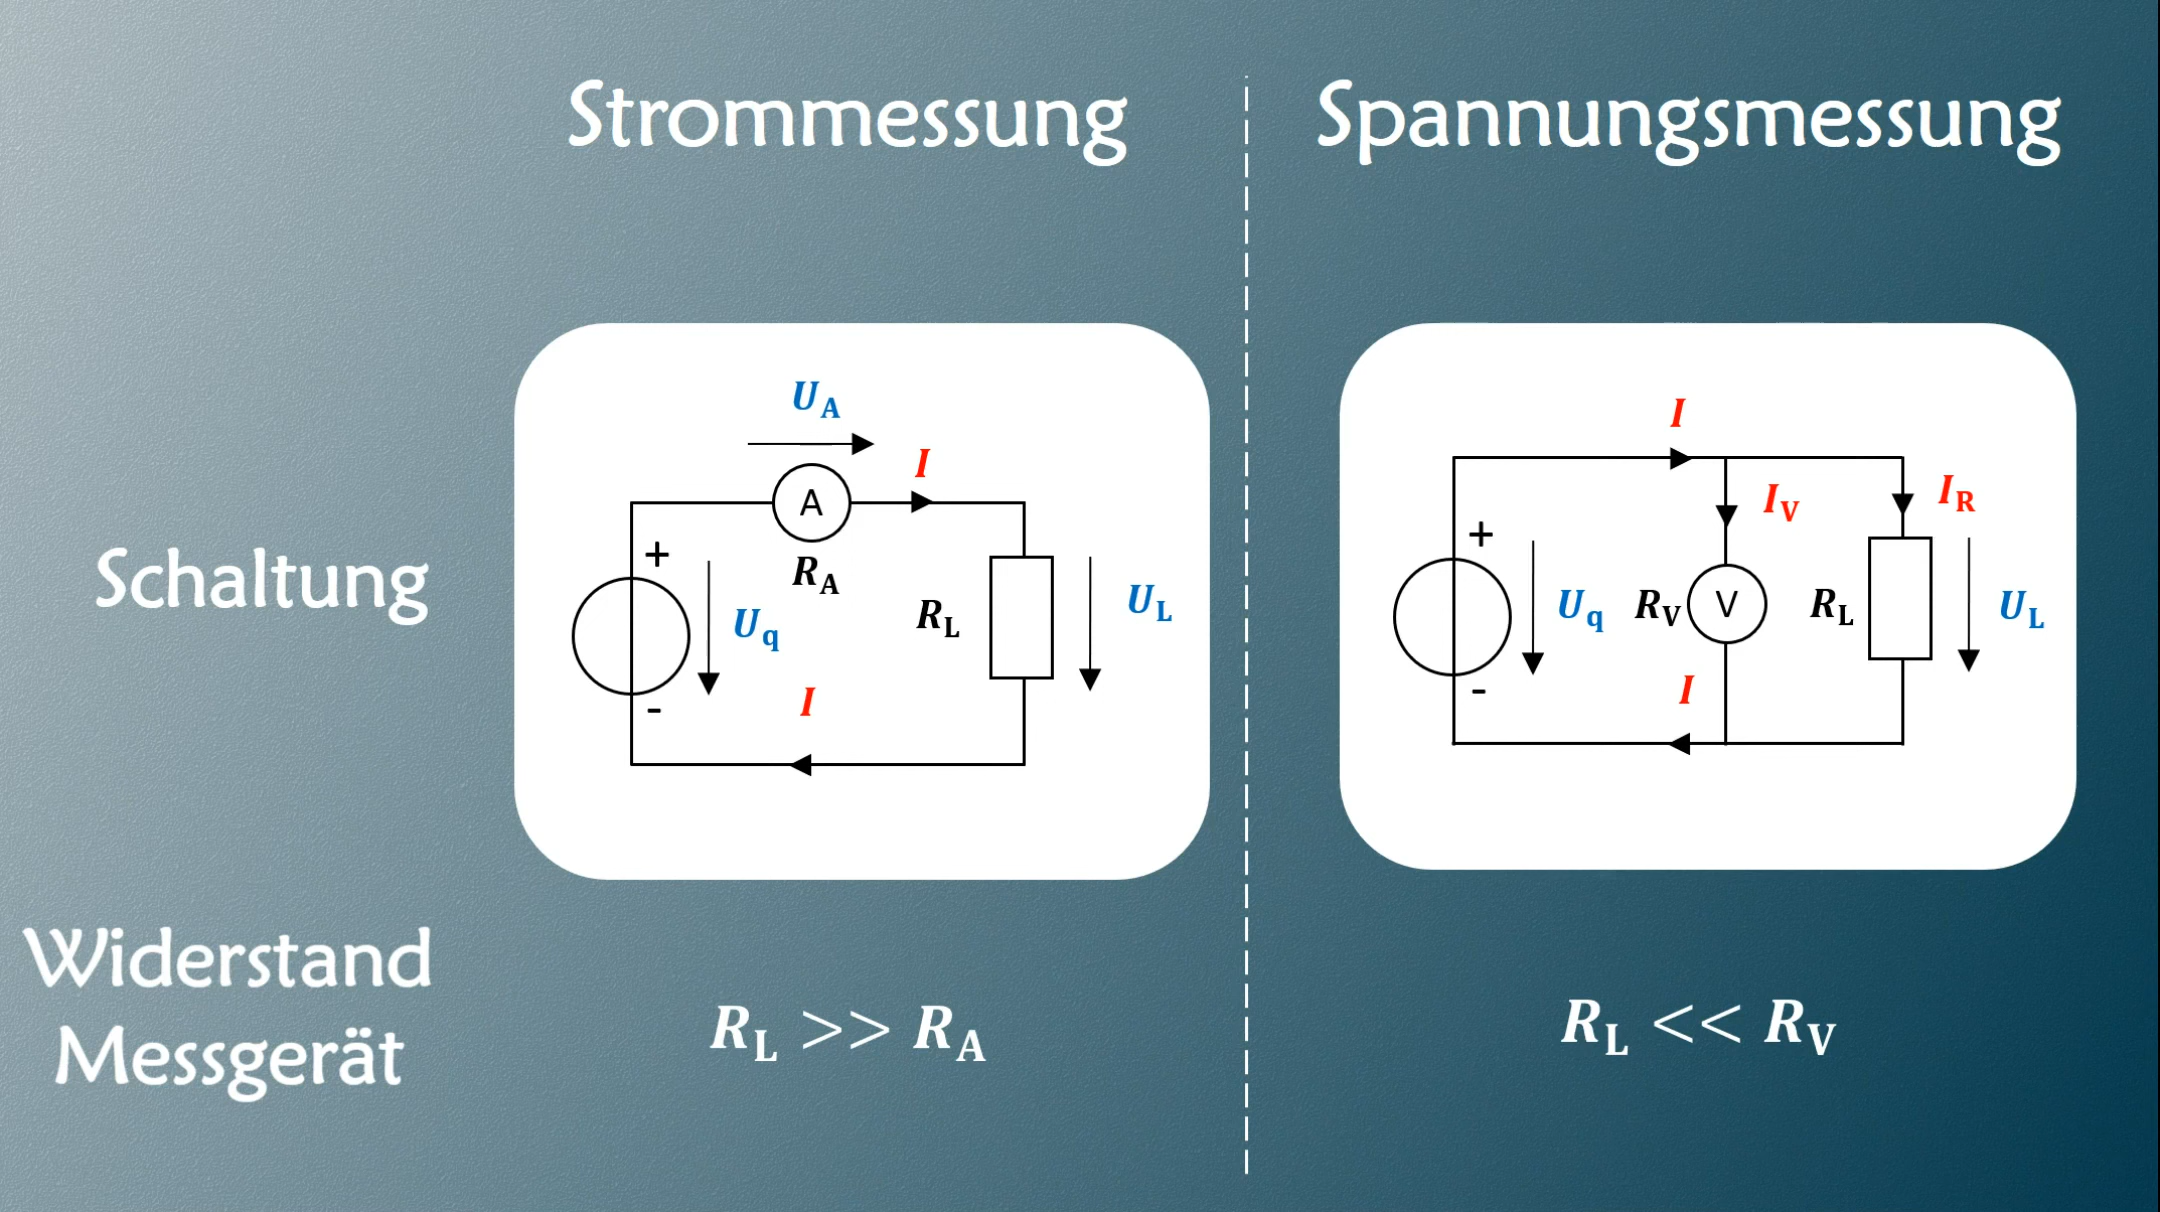 Strommessung
Spannungsmessung
Schaltung
U_A
I
A
R_A
+
U_q
-
R_L
U_L
I
I
I_V
I_R
+
U_q
R_V
V
R_L
U_L
-
I
Widerstand
Messgerät
R_L >> R_A
R_L << R_V